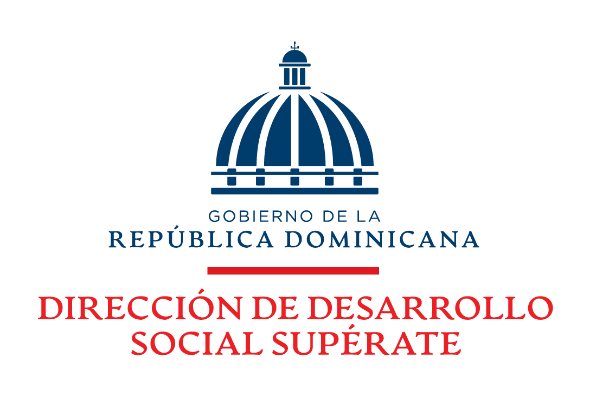 GOBIERNO DE LA
REPÚBLICA DOMINICANA
DIRECCIÓN DE DESARROLLO
SOCIAL SUPÉRATE